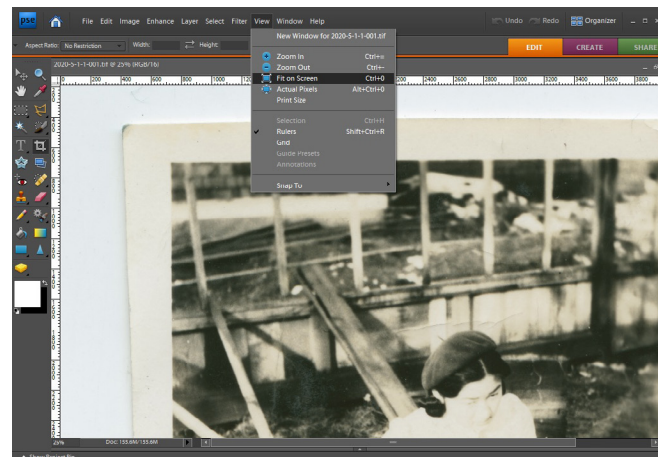 pse File Edit Image Enhance Layer Select Filter View Window Help Undo Redo Organizer
Aspect Ratio: No Restriction Width: Height: EDIT CREATE SHARE
2020-5-1-1-001.tif @ 25% (RGB/16)
New Window for 2020-5-1-1-001.tif
Zoom In Ctrl+=
Zoom Out Ctrl+-
Fit on Screen Ctrl+0
Actual Pixels Alt+Ctrl+0
Print Size
Selection Ctrl+H
Rulers Shift+Ctrl+R
Grid
Guide Presets
Annotations
Snap To
0 200 400 600 800 1000 1200 2400 2600 2800 3000 3200 3400 3600 3800
25% Doc: 155.6M/155.6M